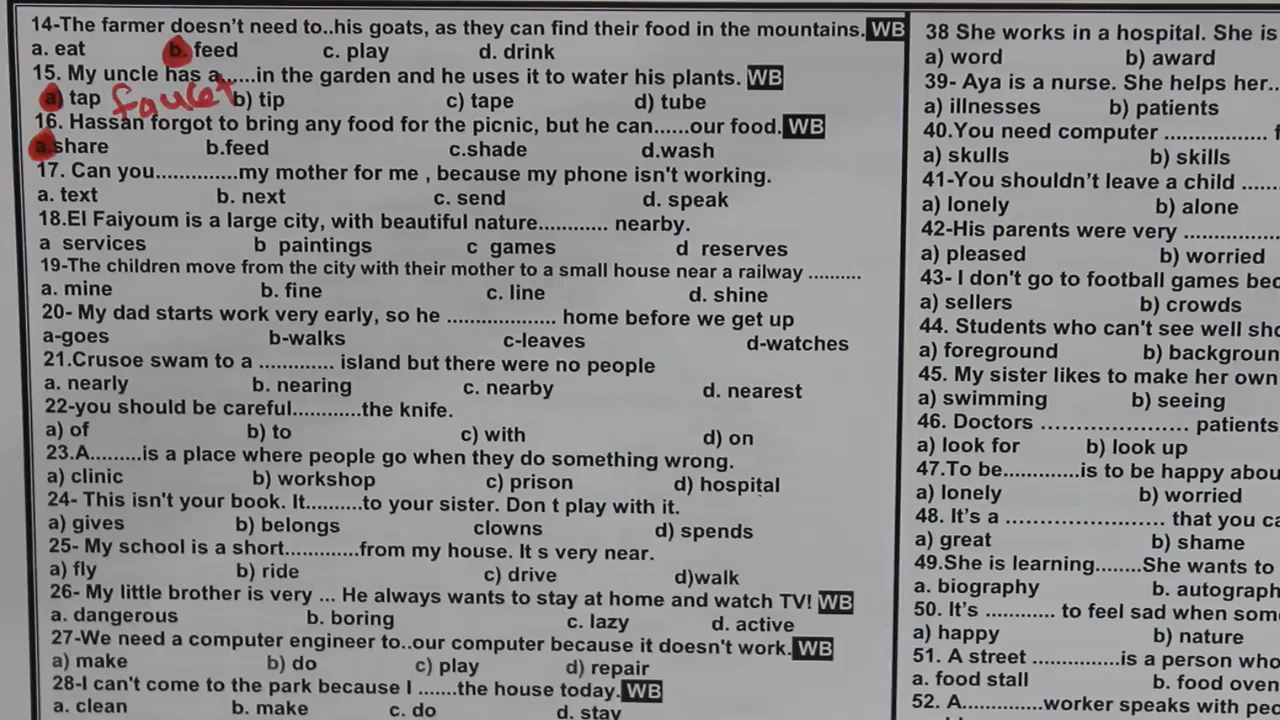 14-The farmer doesn't need to..his goats, as they can find their food in the mountains. WB
a. eat b. feed c. play d. drink
15. My uncle has a......in the garden and he uses it to water his plants. WB
a) tap faucet b) tip c) tape d) tube
16. Hassan forgot to bring any food for the picnic, but he can......our food. WB
a.share b.feed c.shade d.wash
17. Can you..............my mother for me , because my phone isn't working.
a. text b. next c. send d. speak
18.El Faiyoum is a large city, with beautiful nature............ nearby.
a services b paintings c games d reserves
19-The children move from the city with their mother to a small house near a railway ..........
a. mine b. fine c. line d. shine
20- My dad starts work very early, so he .................. home before we get up
a-goes b-walks c-leaves d-watches
21.Crusoe swam to a ............. island but there were no people
a. nearly b. nearing c. nearby d. nearest
22-you should be careful............the knife.
a) of b) to c) with d) on
23.A.........is a place where people go when they do something wrong.
a) clinic b) workshop c) prison d) hospital
24- This isn't your book. It..........to your sister. Don t play with it.
a) gives b) belongs clowns d) spends
25- My school is a short.............from my house. It s very near.
a) fly b) ride c) drive d)walk
26- My little brother is very ... He always wants to stay at home and watch TV! WB
a. dangerous b. boring c. lazy d. active
27-We need a computer engineer to..our computer because it doesn't work. WB
a) make b) do c) play d) repair
28-I can't come to the park because I .......the house today. WB
a. clean b. make c. do d. stay
38 She works in a hospital. She is
a) word b) award
39- Aya is a nurse. She helps her..
a) illnesses b) patients
40.You need computer .................
a) skulls b) skills
41-You shouldn't leave a child ......
a) lonely b) alone
42-His parents were very ...............
a) pleased b) worried
43- I don't go to football games bec
a) sellers b) crowds
44. Students who can't see well sho
a) foreground b) backgroun
45. My sister likes to make her own
a) swimming b) seeing
46. Doctors ..................... patients
a) look for b) look up
47.To be............is to be happy abou
a) lonely b) worried
48. It's a ....................... that you ca
a) great b) shame
49.She is learning........She wants to
a. biography b. autograph
50. It's ............ to feel sad when som
a) happy b) nature
51. A street ...............is a person who
a. food stall b. food oven
52. A..............worker speaks with peo